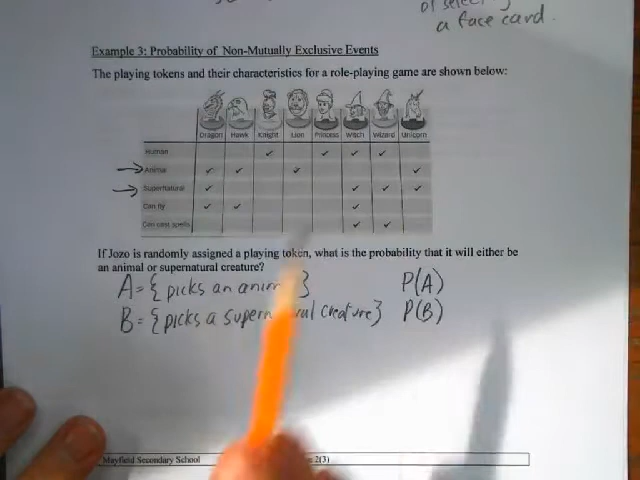 of
a face card.
Example 3: Probability of Non-Mutually Exclusive Events
The playing tokens and their characteristics for a role-playing game are shown below:
Dragon Hawk Knight Lion Princess Witch Wizard Unicorn
Human ✓ ✓ ✓ ✓
Animal ✓ ✓ ✓ ✓
Supernatural ✓ ✓ ✓ ✓
Can fly ✓ ✓ ✓
Can cast spells ✓ ✓
If Jozo is randomly assigned a playing token, what is the probability that it will either be
an animal or supernatural creature?
A = { picks an } P(A)
B = { picks a creature } P(B)
Mayfield Secondary School 2(3)